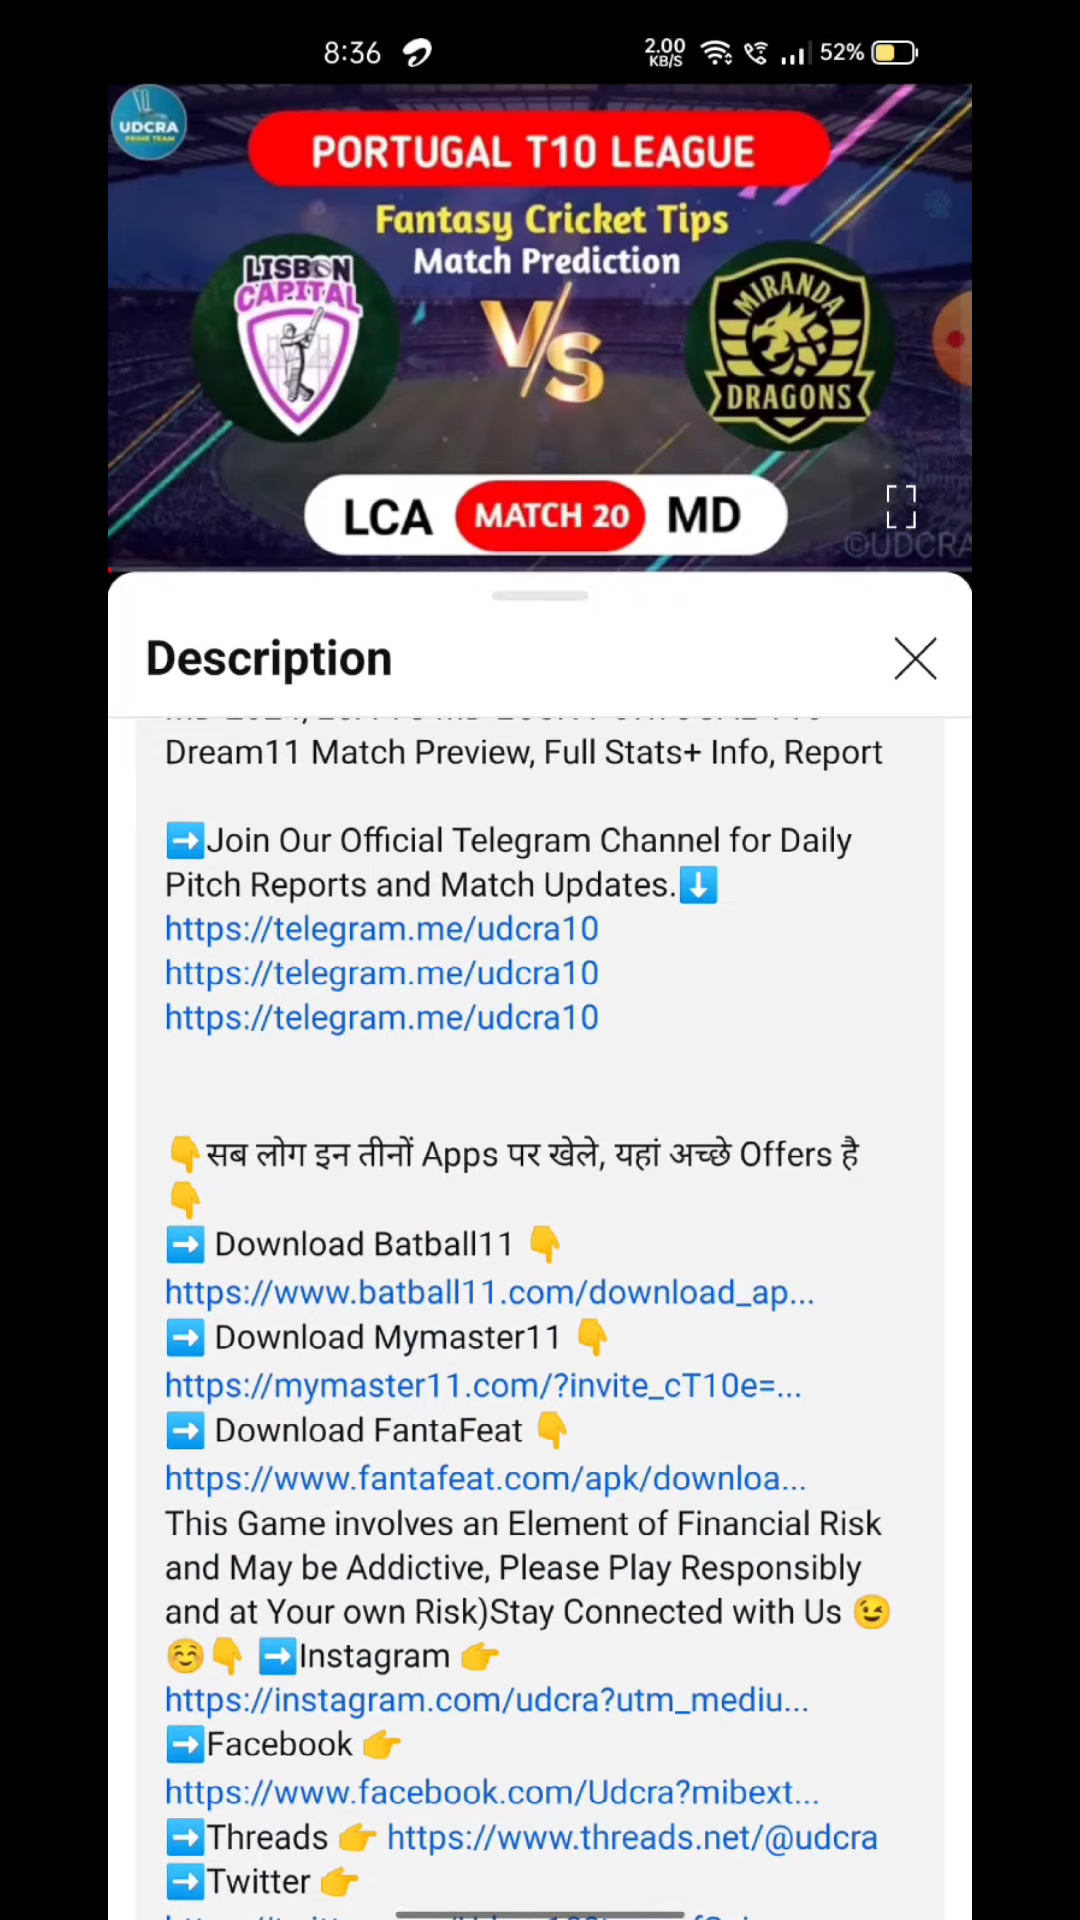 8:36
2.00 KB/S
52%
UDCRA
PRIME TEAM
PORTUGAL T10 LEAGUE
Fantasy Cricket Tips
Match Prediction
LISBON CAPITAL
VS
MIRANDA DRAGONS
LCA MATCH 20 MD
©UDCRA
Description
Dream11 Match Preview, Full Stats+ Info, Report
➡️Join Our Official Telegram Channel for Daily
Pitch Reports and Match Updates.⬇️
https://telegram.me/udcra10
https://telegram.me/udcra10
https://telegram.me/udcra10
👇सब लोग इन तीनों Apps पर खेले, यहां अच्छे Offers है
👇
➡️ Download Batball11 👇
https://www.batball11.com/download_ap...
➡️ Download Mymaster11 👇
https://mymaster11.com/?invite_cT10e=...
➡️ Download FantaFeat 👇
https://www.fantafeat.com/apk/downloa...
This Game involves an Element of Financial Risk
and May be Addictive, Please Play Responsibly
and at Your own Risk)Stay Connected with Us 😉
☺️👇 ➡️Instagram 👉
https://instagram.com/udcra?utm_mediu...
➡️Facebook 👉
https://www.facebook.com/Udcra?mibext...
➡️Threads 👉 https://www.threads.net/@udcra
➡️Twitter 👉